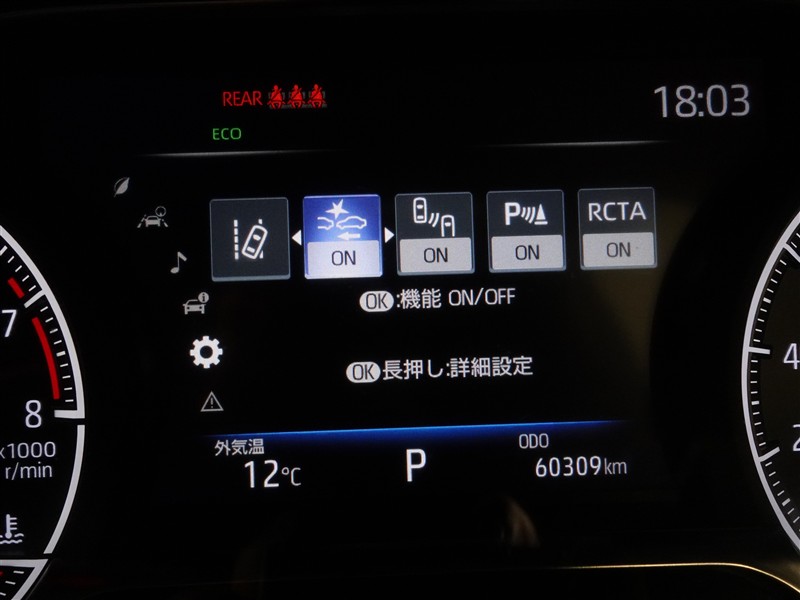 REAR
18:03
ECO
ON
ON
P
ON
RCTA
ON
OK:機能 ON/OFF
OK長押し:詳細設定
7
8
x1000
r/min
外気温
12℃
P
ODO
60309km
4
2